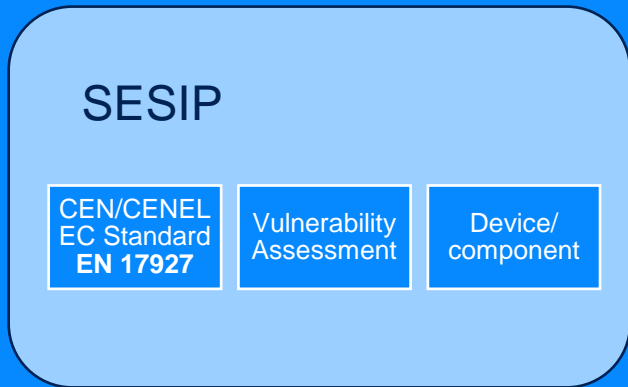 SESIP
CEN/CENEL
EC Standard
EN 17927
Vulnerability
Assessment
Device/
component